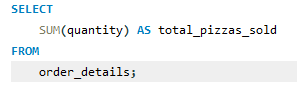 SELECT
    SUM(quantity) AS total_pizzas_sold
FROM
    order_details;